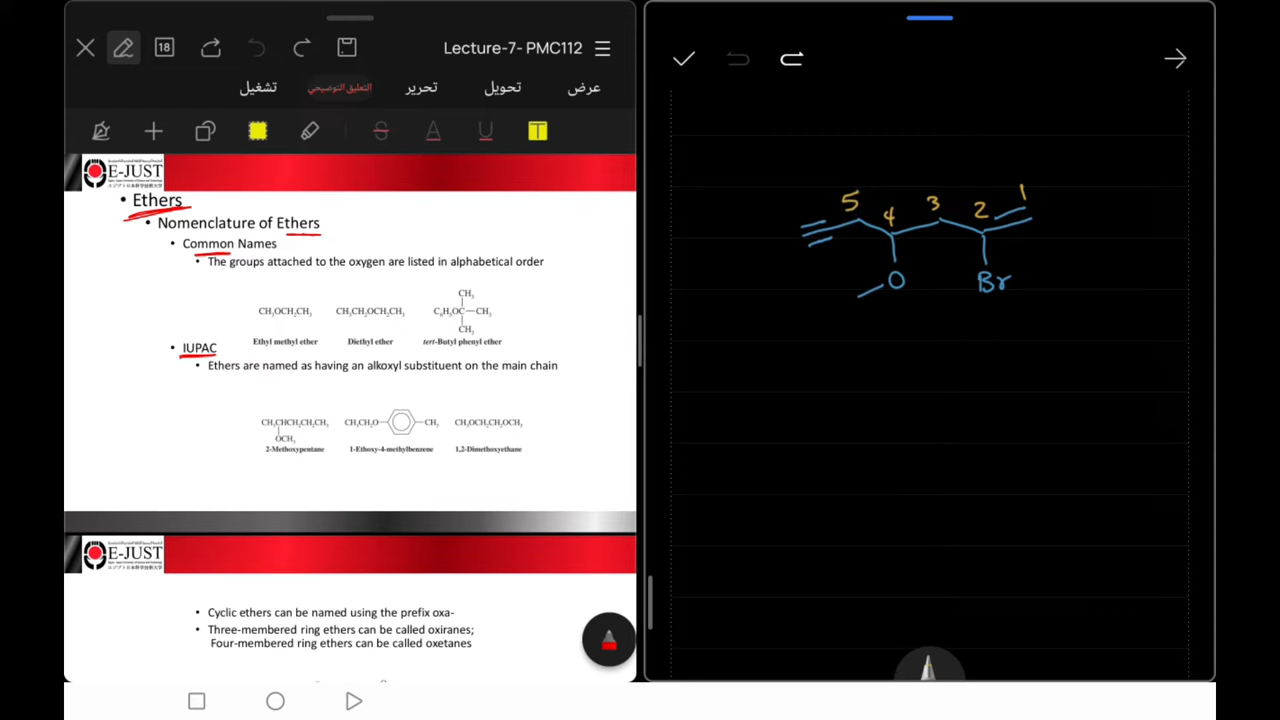 18
Lecture-7- PMC112
عرض
تحويل
تحرير
التعليق التوضيحي
تشغيل
E-JUST
• Ethers
• Nomenclature of Ethers
• Common Names
• The groups attached to the oxygen are listed in alphabetical order
CH₃OCH₂CH₃ CH₃CH₂OCH₂CH₃ C₆H₅OC—CH₃
CH₃
CH₃
Ethyl methyl ether Diethyl ether tert-Butyl phenyl ether
• IUPAC
• Ethers are named as having an alkoxyl substituent on the main chain
CH₃CHCH₂CH₂CH₃ CH₃CH₂O CH₃ CH₃OCH₂CH₂OCH₃
OCH₃
2-Methoxypentane 1-Ethoxy-4-methylbenzene 1,2-Dimethoxyethane
E-JUST
• Cyclic ethers can be named using the prefix oxa-
• Three-membered ring ethers can be called oxiranes;
Four-membered ring ethers can be called oxetanes
5 4 3 2 1
O Br